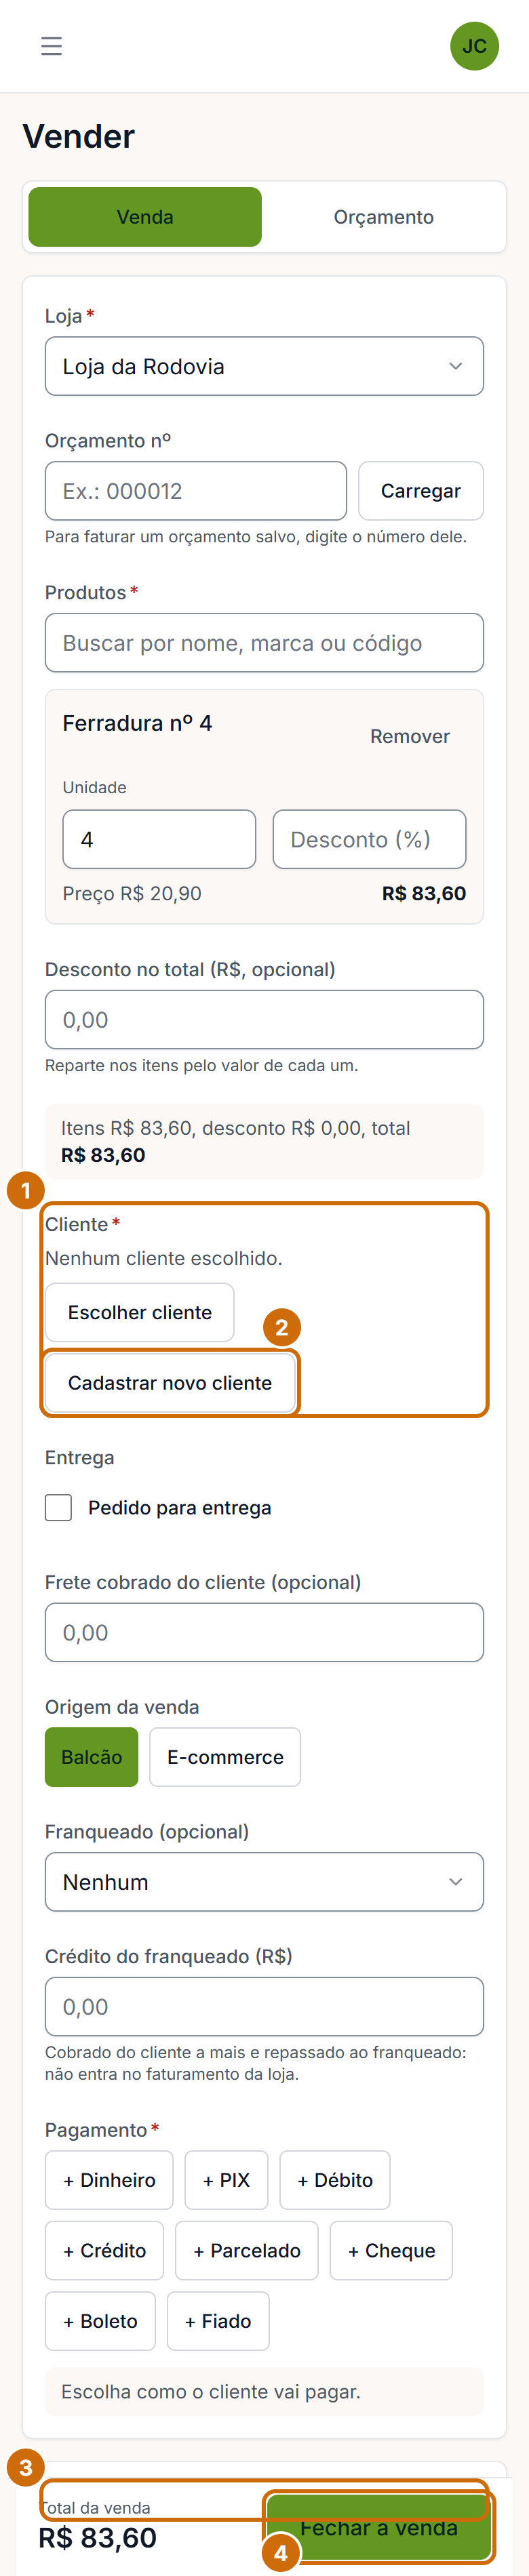 JC
Vender
Venda
Orçamento
Loja*
Loja da Rodovia
Orçamento nº
Ex.: 000012
Carregar
Para faturar um orçamento salvo, digite o número dele.
Produtos*
Buscar por nome, marca ou código
Ferradura nº 4
Remover
Unidade
4
Desconto (%)
Preço R$ 20,90
R$ 83,60
Desconto no total (R$, opcional)
0,00
Reparte nos itens pelo valor de cada um.
Itens R$ 83,60, desconto R$ 0,00, total
R$ 83,60
1
Cliente*
Nenhum cliente escolhido.
Escolher cliente
2
Cadastrar novo cliente
Entrega
Pedido para entrega
Frete cobrado do cliente (opcional)
0,00
Origem da venda
Balcão
E-commerce
Franqueado (opcional)
Nenhum
Crédito do franqueado (R$)
0,00
Cobrado do cliente a mais e repassado ao franqueado:
não entra no faturamento da loja.
Pagamento*
+ Dinheiro
+ PIX
+ Débito
+ Crédito
+ Parcelado
+ Cheque
+ Boleto
+ Fiado
Escolha como o cliente vai pagar.
3
Total da venda
R$ 83,60
Fechar a venda
4